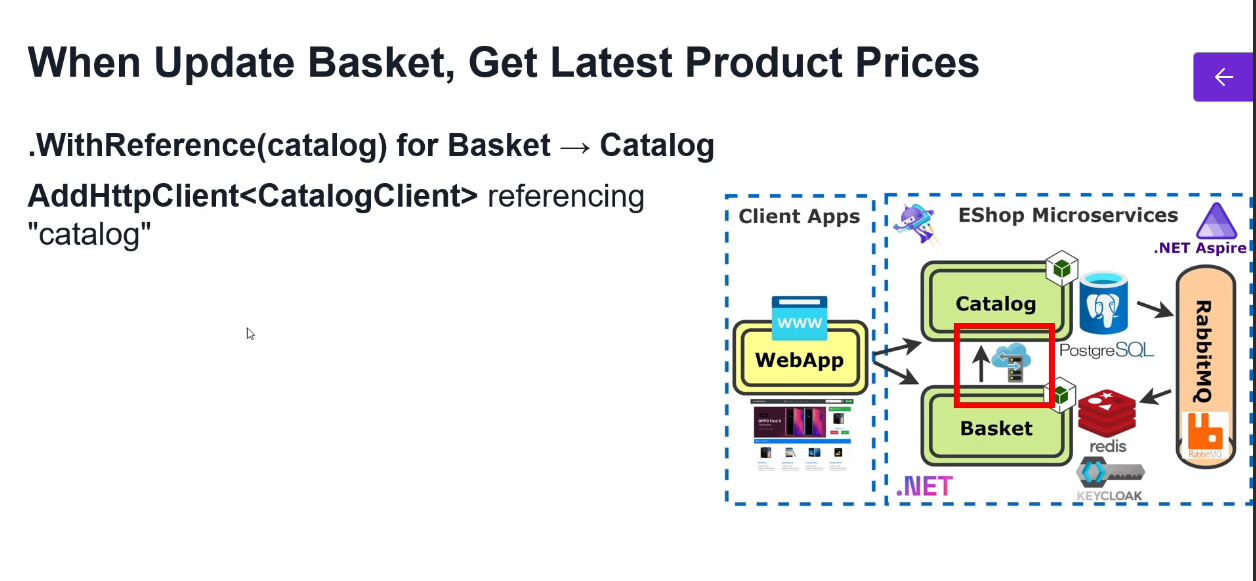 When Update Basket, Get Latest Product Prices
.WithReference(catalog) for Basket → Catalog
AddHttpClient<CatalogClient> referencing
"catalog"
Client Apps
EShop Microservices
.NET Aspire
Catalog
WWW
WebApp
PostgreSQL
RabbitMQ
Basket
redis
RabbitMQ
.NET
KEYCLOAK